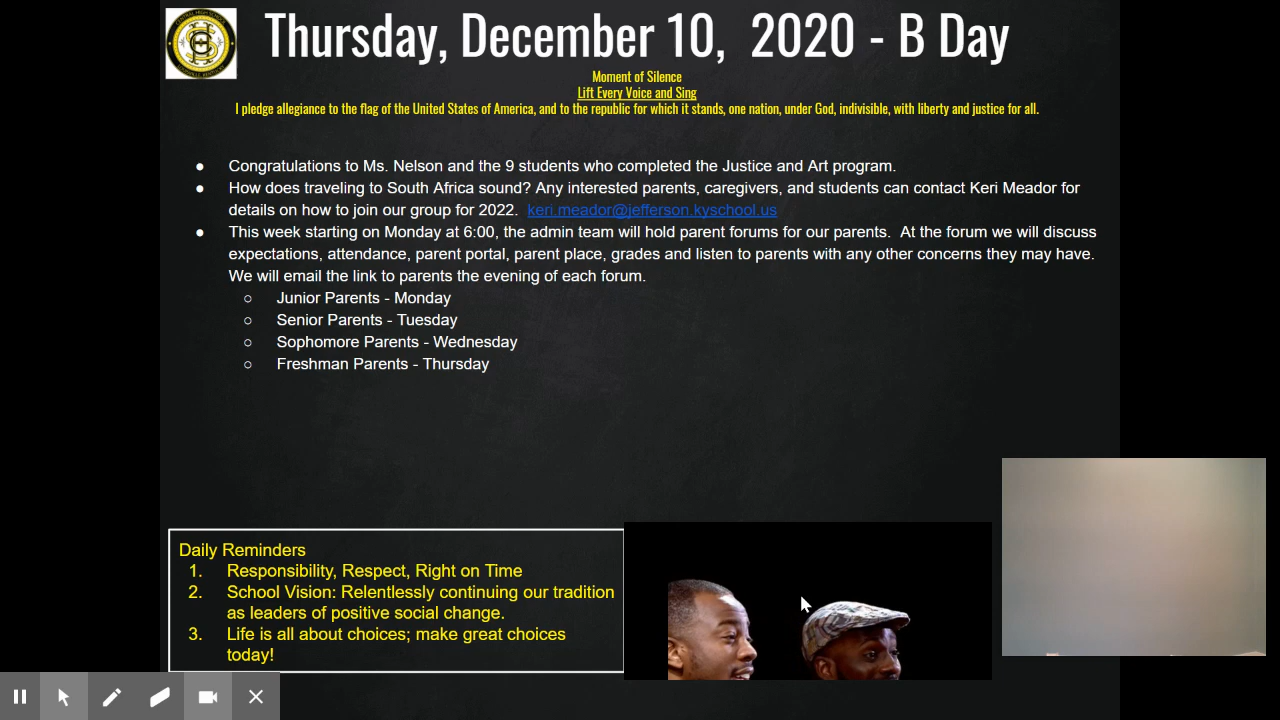 Thursday, December 10, 2020 - B Day
Moment of Silence
Lift Every Voice and Sing
I pledge allegiance to the flag of the United States of America, and to the republic for which it stands, one nation, under God, indivisible, with liberty and justice for all.
● Congratulations to Ms. Nelson and the 9 students who completed the Justice and Art program.
● How does traveling to South Africa sound? Any interested parents, caregivers, and students can contact Keri Meador for
details on how to join our group for 2022. keri.meador@jefferson.kyschool.us
● This week starting on Monday at 6:00, the admin team will hold parent forums for our parents. At the forum we will discuss
expectations, attendance, parent portal, parent place, grades and listen to parents with any other concerns they may have.
We will email the link to parents the evening of each forum.
○ Junior Parents - Monday
○ Senior Parents - Tuesday
○ Sophomore Parents - Wednesday
○ Freshman Parents - Thursday
Daily Reminders
1. Responsibility, Respect, Right on Time
2. School Vision: Relentlessly continuing our tradition
as leaders of positive social change.
3. Life is all about choices; make great choices
today!